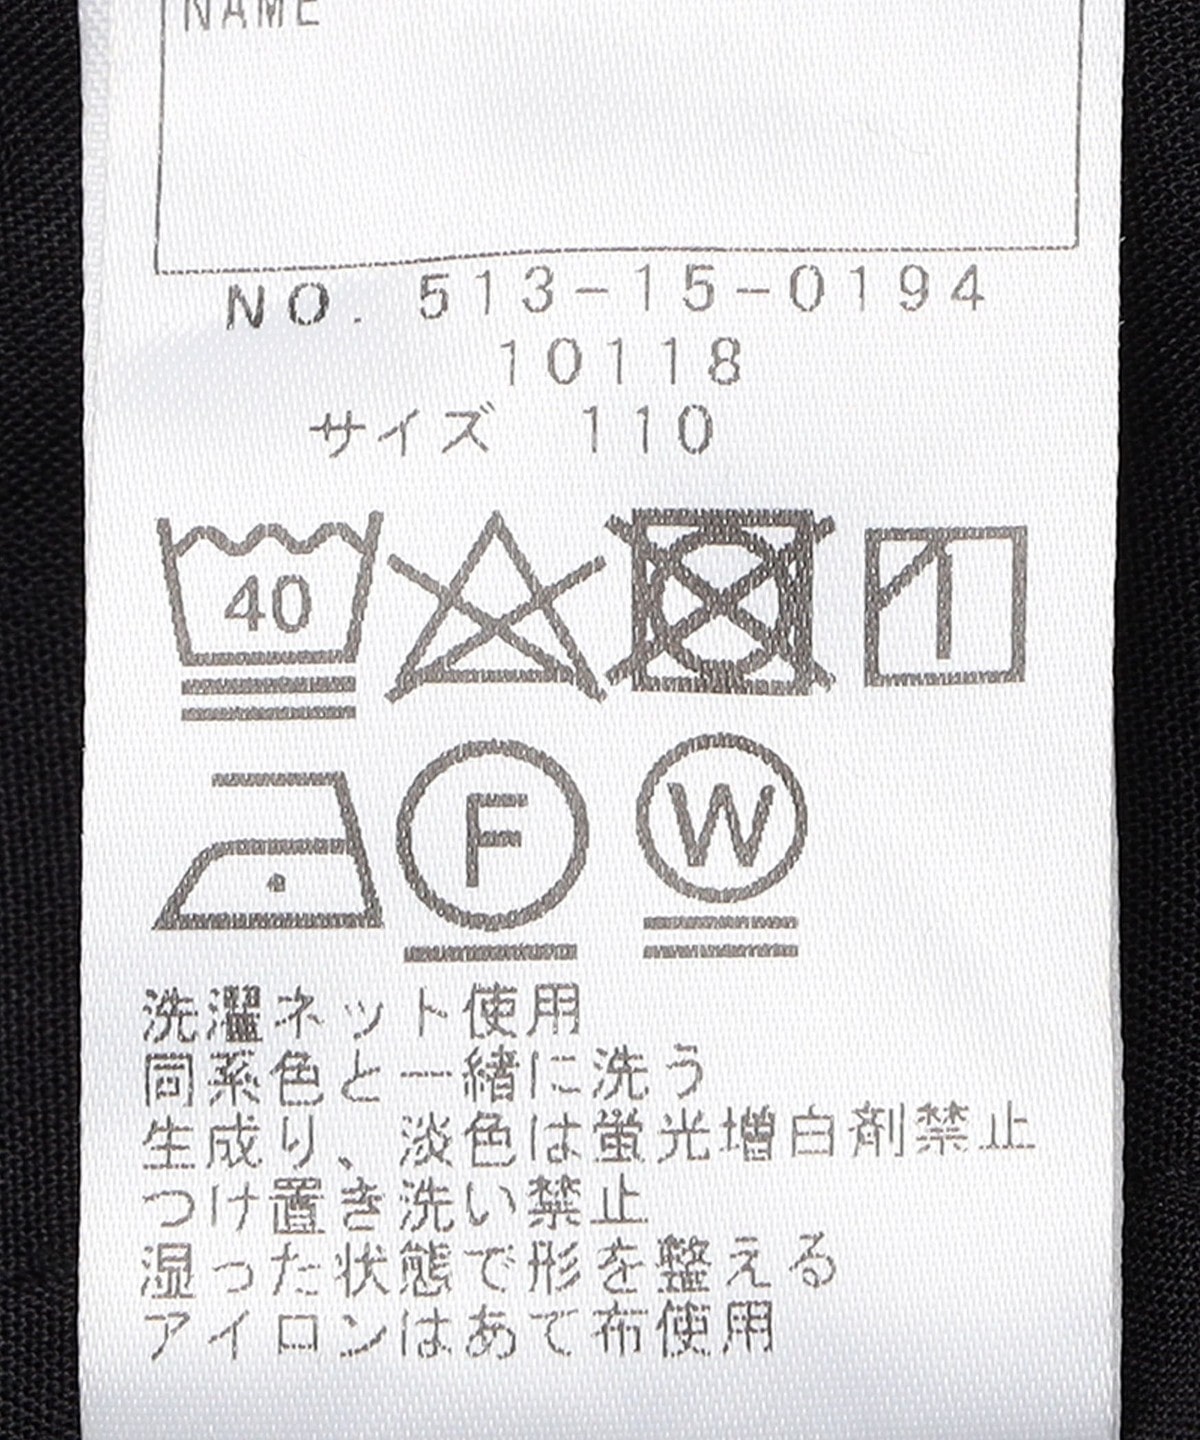 NAME
NO. 513-15-0194
10118
サイズ 110
40
F W
洗濯ネット使用
同系色と一緒に洗う
生成り、淡色は蛍光増白剤禁止
つけ置き洗い禁止
湿った状態で形を整える
アイロンはあて布使用